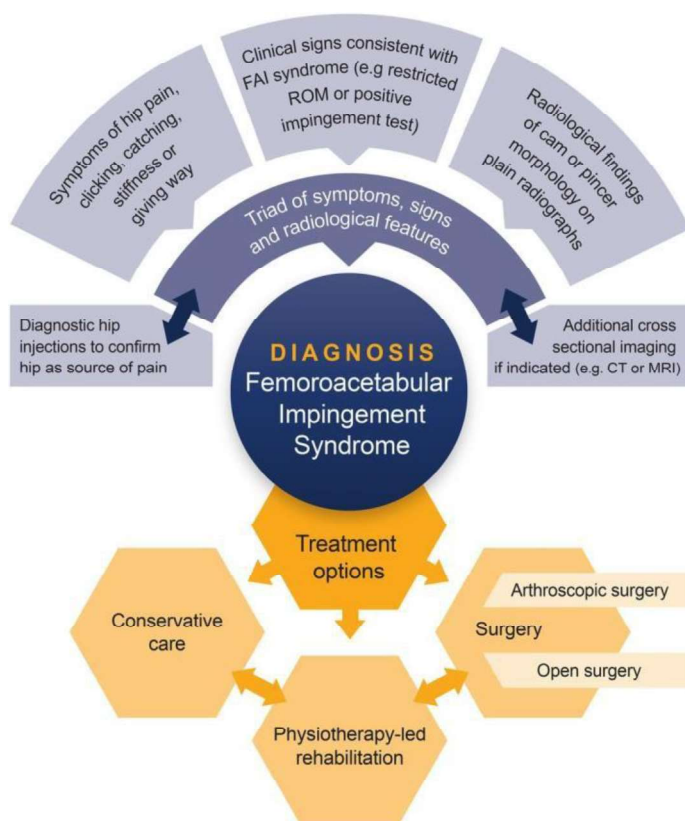 Symptoms of hip pain,
clicking, catching,
stiffness or
giving way
Clinical signs consistent with
FAI syndrome (e.g restricted
ROM or positive
impingement test)
Radiological findings
of cam or pincer
morphology on
plain radiographs
Triad of symptoms, signs
and radiological features
Diagnostic hip
injections to confirm
hip as source of pain
Additional cross
sectional imaging
if indicated (e.g. CT or MRI)
DIAGNOSIS
Femoroacetabular
Impingement
Syndrome
Treatment
options
Conservative
care
Physiotherapy-led
rehabilitation
Surgery
Arthroscopic surgery
Open surgery